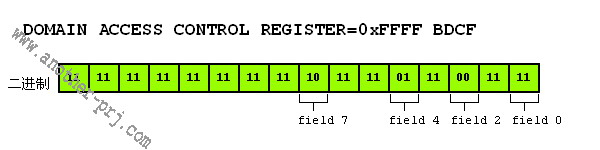 DOMAIN ACCESS CONTROL REGISTER=0xFFFF BDCF
二进制 11 11 11 11 11 11 11 11 10 11 11 01 11 00 11 11
field 7 field 4 field 2 field 0
www.another-prj.com